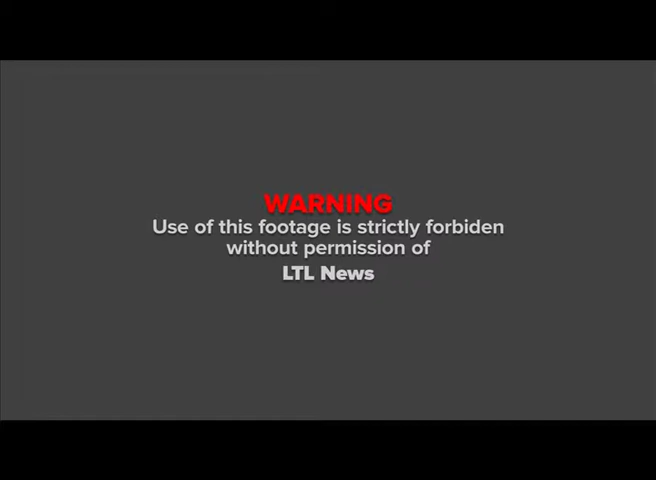 WARNING
Use of this footage is strictly forbiden
without permission of
LTL News